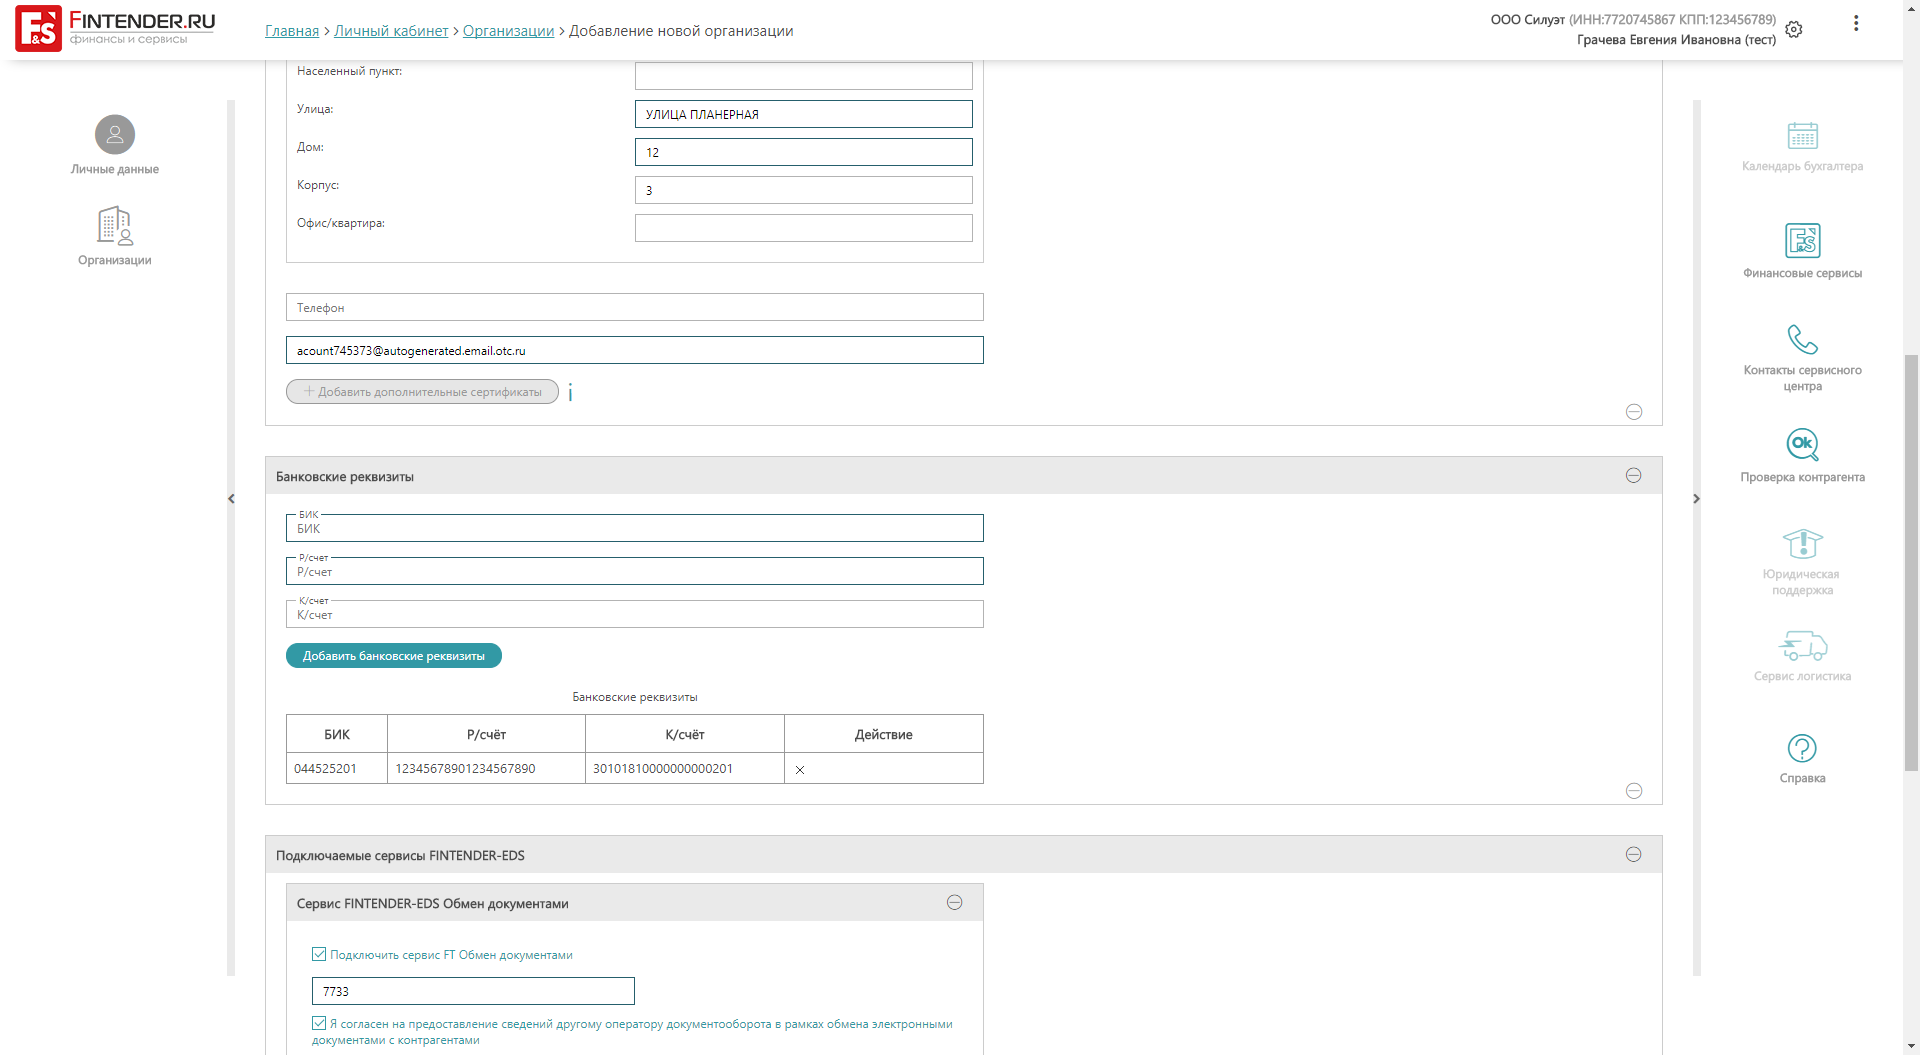 FINTENDER.RU
финансы и сервисы
Главная > Личный кабинет > Организации > Добавление новой организации
ООО Силуэт (ИНН:7720745867 КПП:123456789)
Грачева Евгения Ивановна (тест)
Личные данные
Организации
Населенный пункт:
Улица:
УЛИЦА ПЛАНЕРНАЯ
Дом:
12
Корпус:
3
Офис/квартира:
Телефон
acount745373@autogenerated.email.otc.ru
+ Добавить дополнительные сертификаты i
Банковские реквизиты
БИК
БИК
Р/счет
Р/счет
К/счет
К/счет
Добавить банковские реквизиты
Банковские реквизиты
БИК Р/счёт К/счёт Действие
044525201 12345678901234567890 30101810000000000201
Подключаемые сервисы FINTENDER-EDS
Сервис FINTENDER-EDS Обмен документами
Подключить сервис FT Обмен документами
7733
Я согласен на предоставление сведений другому оператору документооборота в рамках обмена электронными
документами с контрагентами
Календарь бухгалтера
F&S
Финансовые сервисы
Контакты сервисного
центра
Ok
Проверка контрагента
Юридическая
поддержка
Сервис логистика
Справка